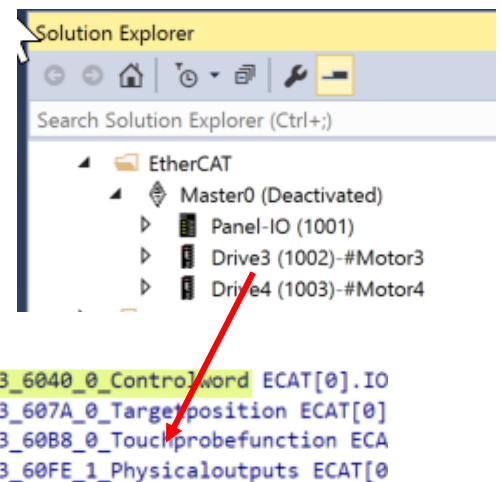 Solution Explorer
Search Solution Explorer (Ctrl+;)
EtherCAT
Master0 (Deactivated)
Panel-IO (1001)
Drive3 (1002)-#Motor3
Drive4 (1003)-#Motor4
3_6040_0_Controlword ECAT[0].IO
3_607A_0_Targetposition ECAT[0]
3_60B8_0_Touchprobefunction ECA
3_60FE_1_Physicaloutputs ECAT[0